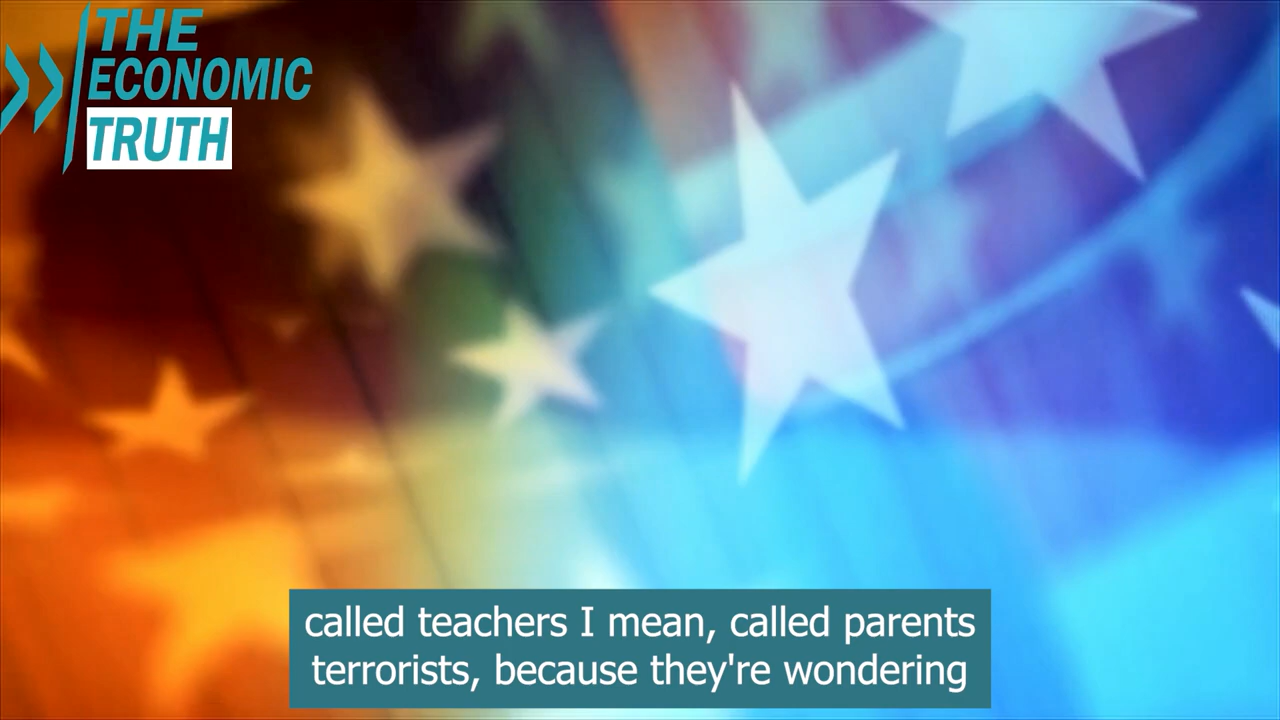 THE
ECONOMIC
TRUTH
called teachers I mean, called parents
terrorists, because they're wondering